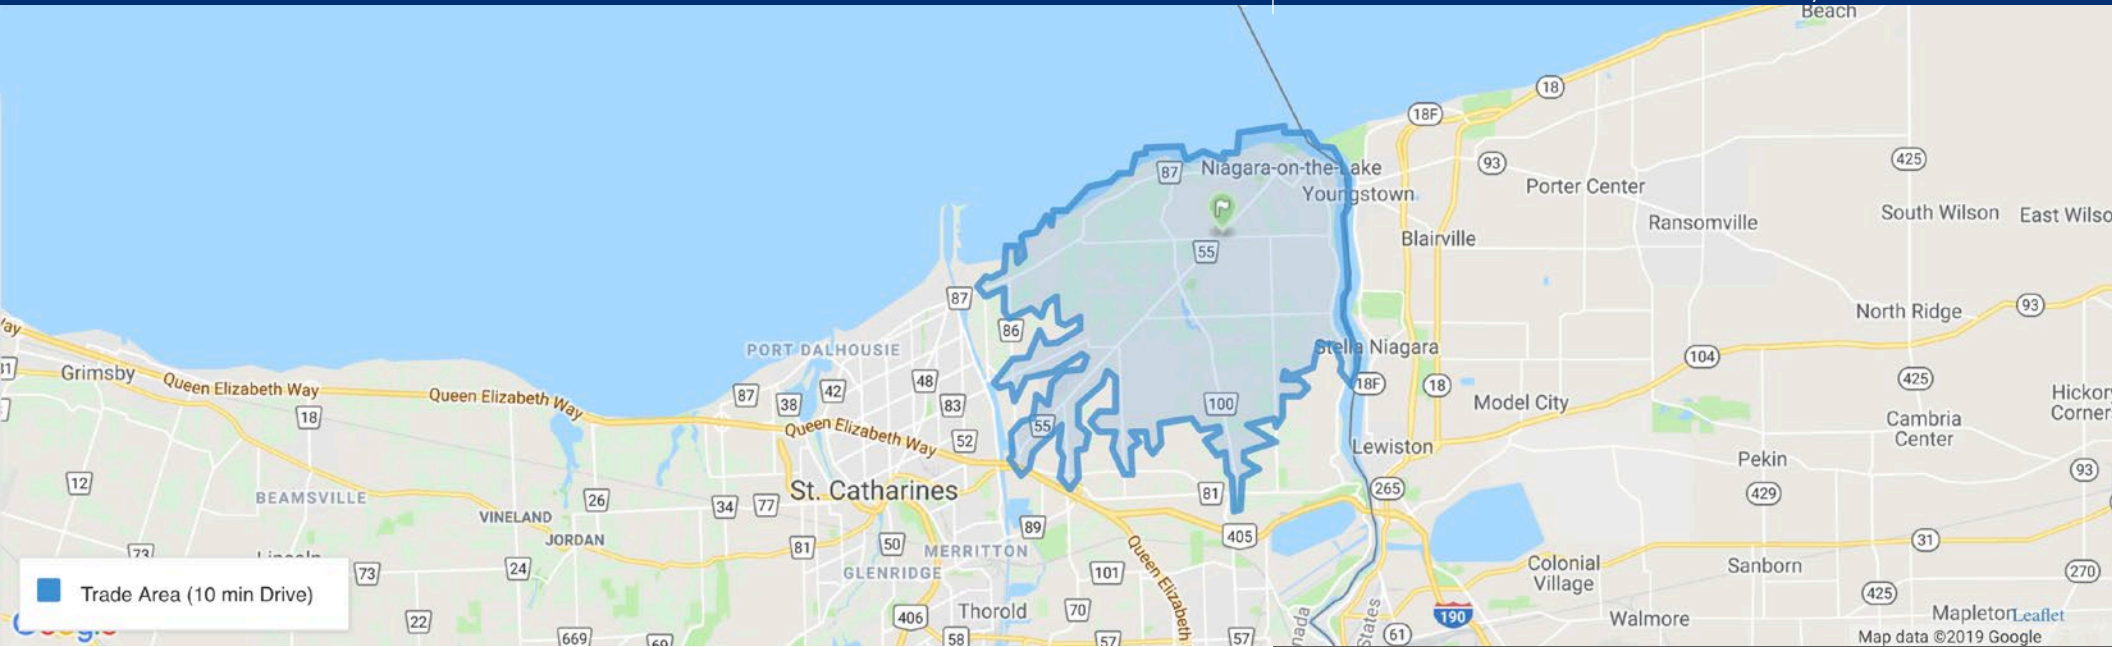 Beach
18
18F
93
425
87
Niagara-on-the-Lake
Youngstown
Porter Center
Ransomville
South Wilson
East Wilso
Blairville
55
87
86
North Ridge
93
PORT DALHOUSIE
Stella Niagara
104
Grimsby
Queen Elizabeth Way
Queen Elizabeth Way
18
87
38
42
48
83
18F
18
Model City
425
Hickory
Corner
100
Cambria
Center
55
Queen Elizabeth Way
52
Lewiston
Pekin
93
12
BEAMSVILLE
26
VINELAND
JORDAN
34
77
St. Catharines
81
265
429
89
405
81
50
MERRITTON
GLENRIDGE
Queen Elizabeth
31
Colonial
Village
Sanborn
270
73
Lincoln
73
24
101
Trade Area (10 min Drive)
22
406
Thorold
70
190
Walmore
425
Mapleton
Leaflet
669
58
57
57
61
States
Map data ©2019 Google